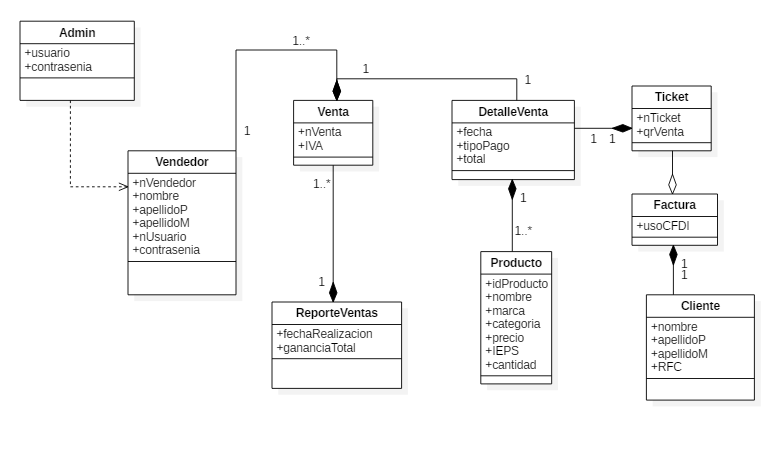 Admin
+usuario
+contrasenia
1..*
1
1
1
Vendedor
+nVendedor
+nombre
+apellidoP
+apellidoM
+nUsuario
+contrasenia
Venta
+nVenta
+IVA
1..*
1
ReporteVentas
+fechaRealizacion
+gananciaTotal
DetalleVenta
+fecha
+tipoPago
+total
1
1..*
1
1
Producto
+idProducto
+nombre
+marca
+categoria
+precio
+IEPS
+cantidad
Ticket
+nTicket
+qrVenta
Factura
+usoCFDI
1
1
Cliente
+nombre
+apellidoP
+apellidoM
+RFC